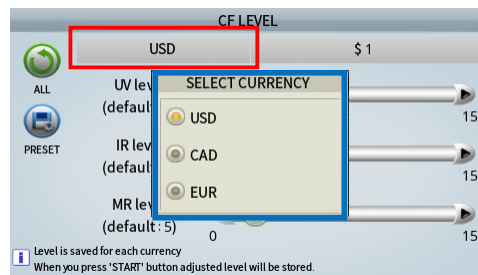 CF LEVEL
USD
$ 1
ALL
PRESET
UV lev
(defaul
15
IR lev
(defaul
15
MR lev
(default : 5)
0
15
SELECT CURRENCY
USD
CAD
EUR
Level is saved for each currency
When you press 'START' button adjusted level will be stored.